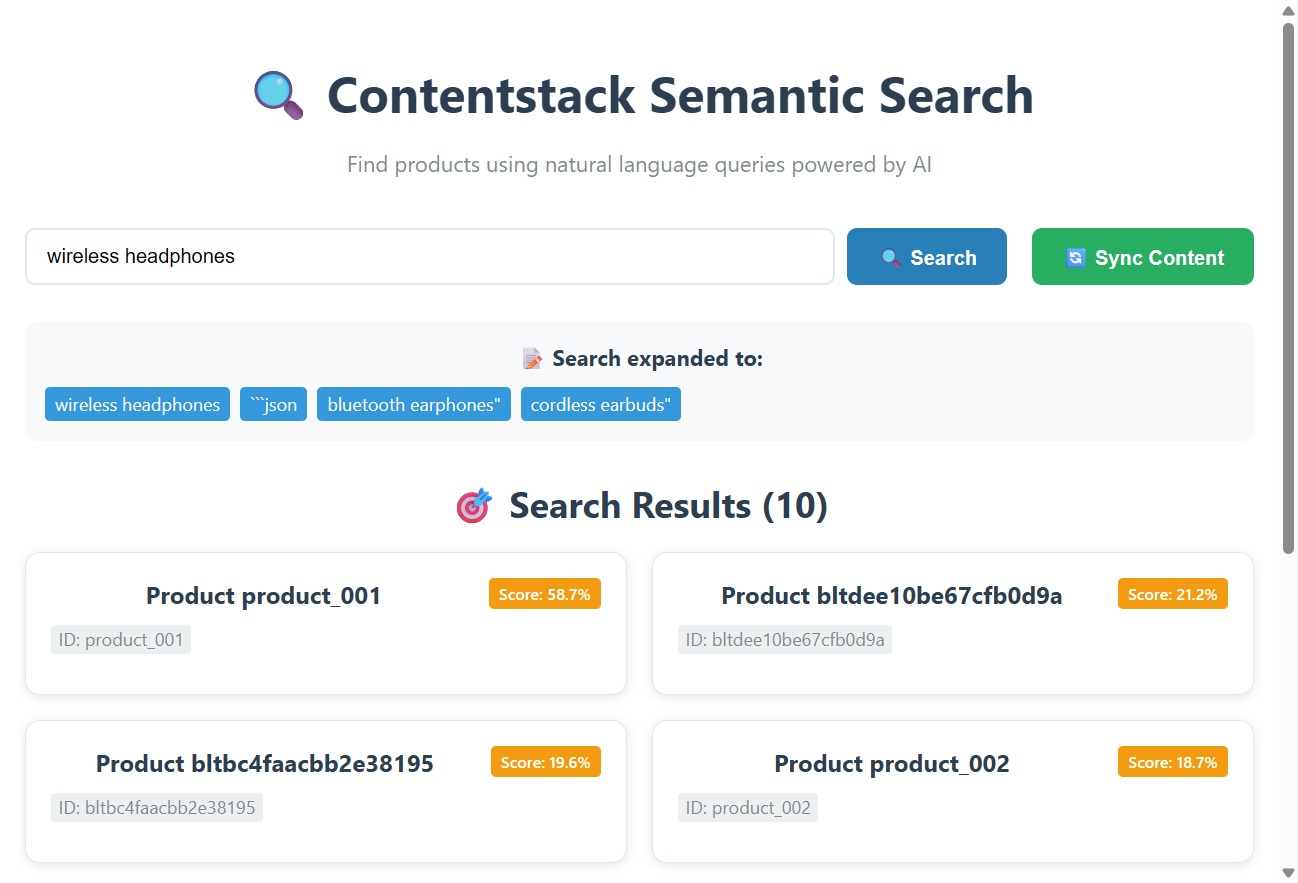 Contentstack Semantic Search
Find products using natural language queries powered by AI
wireless headphones
Search
Sync Content
Search expanded to:
wireless headphones
```json
bluetooth earphones"
cordless earbuds"
Search Results (10)
Product product_001
Score: 58.7%
ID: product_001
Product bltdee10be67cfb0d9a
Score: 21.2%
ID: bltdee10be67cfb0d9a
Product bltbc4faacbb2e38195
Score: 19.6%
ID: bltbc4faacbb2e38195
Product product_002
Score: 18.7%
ID: product_002